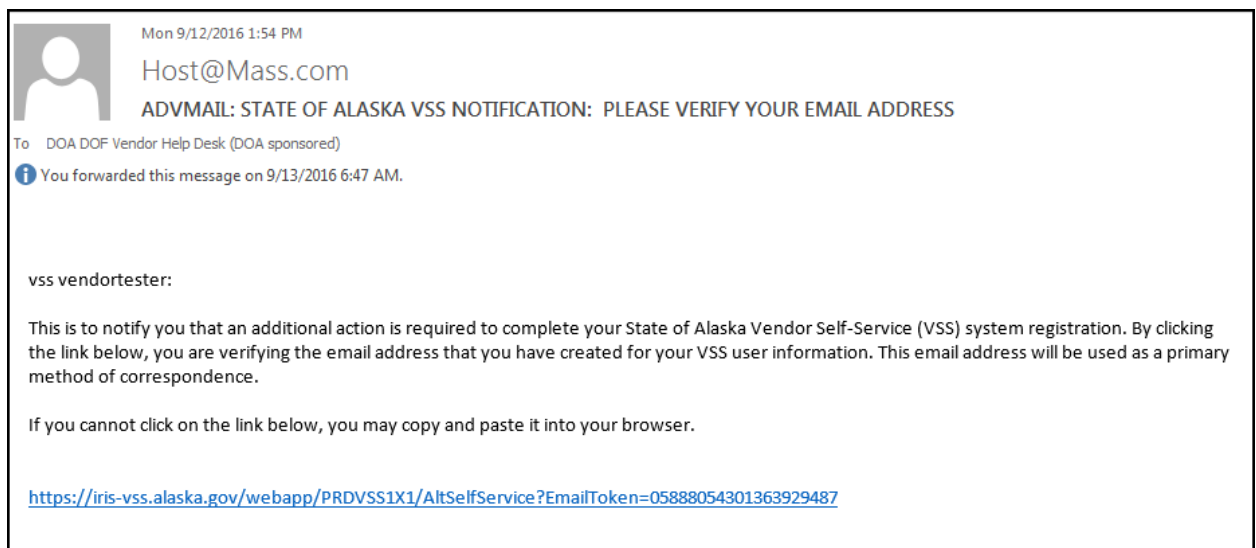 Mon 9/12/2016 1:54 PM
Host@Mass.com
ADVMAIL: STATE OF ALASKA VSS NOTIFICATION:  PLEASE VERIFY YOUR EMAIL ADDRESS
To DOA DOF Vendor Help Desk (DOA sponsored)
You forwarded this message on 9/13/2016 6:47 AM.
vss vendortester:
This is to notify you that an additional action is required to complete your State of Alaska Vendor Self-Service (VSS) system registration. By clicking
the link below, you are verifying the email address that you have created for your VSS user information. This email address will be used as a primary
method of correspondence.
If you cannot click on the link below, you may copy and paste it into your browser.
https://iris-vss.alaska.gov/webapp/PRDVSS1X1/AltSelfService?EmailToken=05888054301363929487